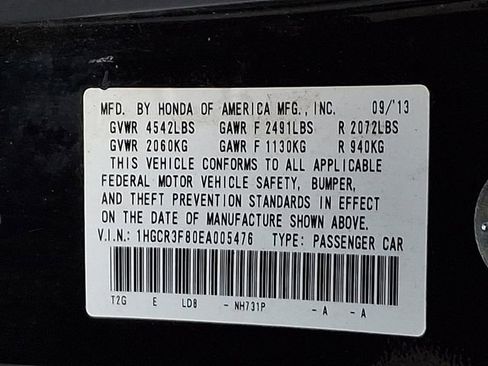 MFD. BY HONDA OF AMERICA MFG., INC. 09/'13
GVWR 4542LBS GAWR F 2491LBS R 2072LBS
GVWR 2060KG GAWR F 1130KG R 940KG
THIS VEHICLE CONFORMS TO ALL APPLICABLE
FEDERAL MOTOR VEHICLE SAFETY, BUMPER,
AND THEFT PREVENTION STANDARDS IN EFFECT
ON THE DATE OF MANUFACTURE SHOWN ABOVE.
V.I.N.: 1HGCR3F80EA005476 TYPE: PASSENGER CAR
T2G E LD8 - NH731P - A - A